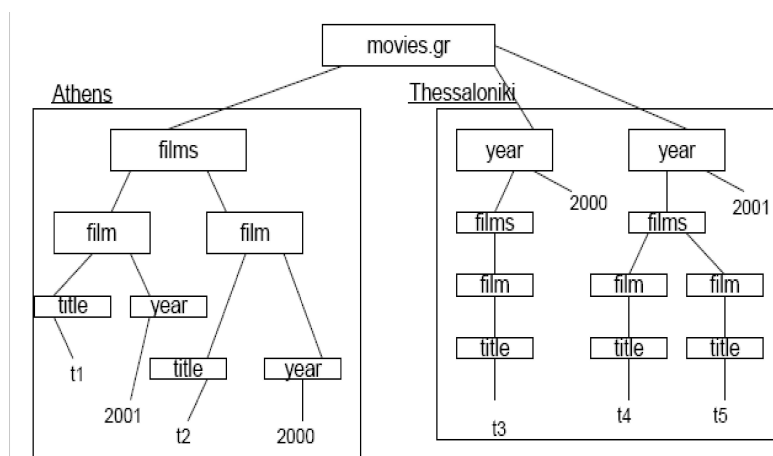 movies.gr
Athens
Thessaloniki
films
year
year
2000
2001
film
film
films
films
title
year
film
film
film
title
year
title
title
title
t1
2001
t2
2000
t3
t4
t5